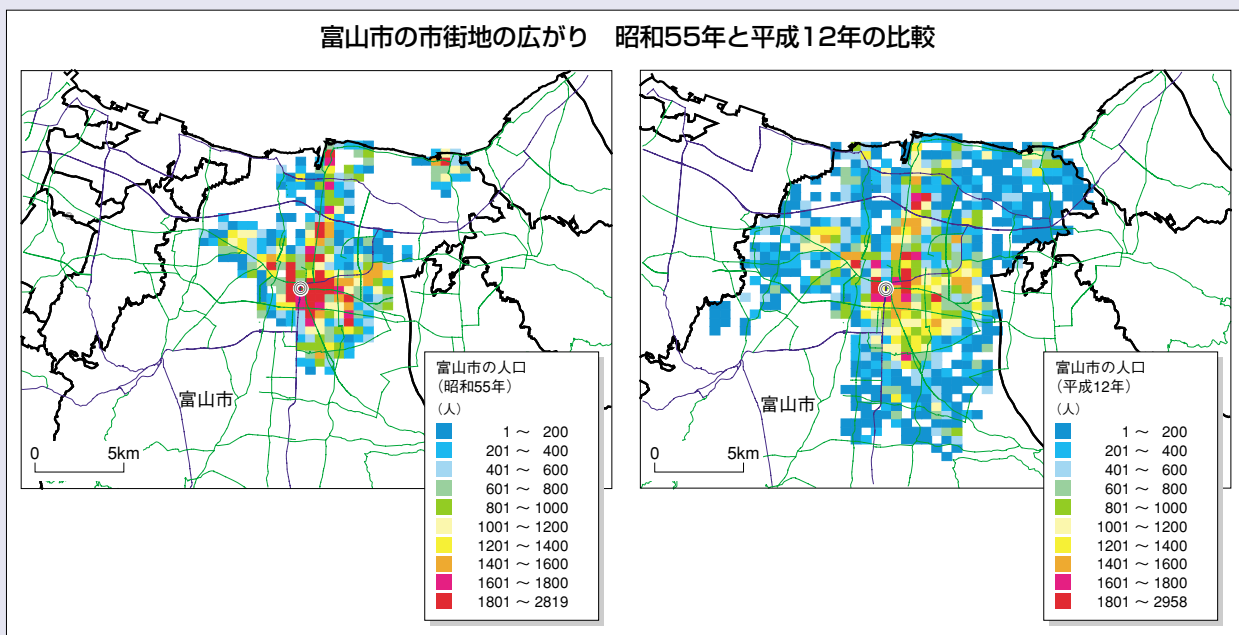 富山市の市街地の広がり　昭和55年と平成12年の比較
富山市
0 5km
富山市の人口
（昭和55年）
（人）
1 ～ 200
201 ～ 400
401 ～ 600
601 ～ 800
801 ～ 1000
1001 ～ 1200
1201 ～ 1400
1401 ～ 1600
1601 ～ 1800
1801 ～ 2819
富山市
0 5km
富山市の人口
（平成12年）
（人）
1 ～ 200
201 ～ 400
401 ～ 600
601 ～ 800
801 ～ 1000
1001 ～ 1200
1201 ～ 1400
1401 ～ 1600
1601 ～ 1800
1801 ～ 2958